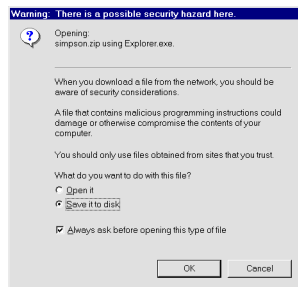 Warning: There is a possible security hazard here.
Opening:
simpson.zip using Explorer.exe.
When you download a file from the network, you should be
aware of security considerations.
A file that contains malicious programming instructions could
damage or otherwise compromise the contents of your
computer.
You should only use files obtained from sites that you trust.
What do you want to do with this file?
Open it
Save it to disk
Always ask before opening this type of file
OK
Cancel